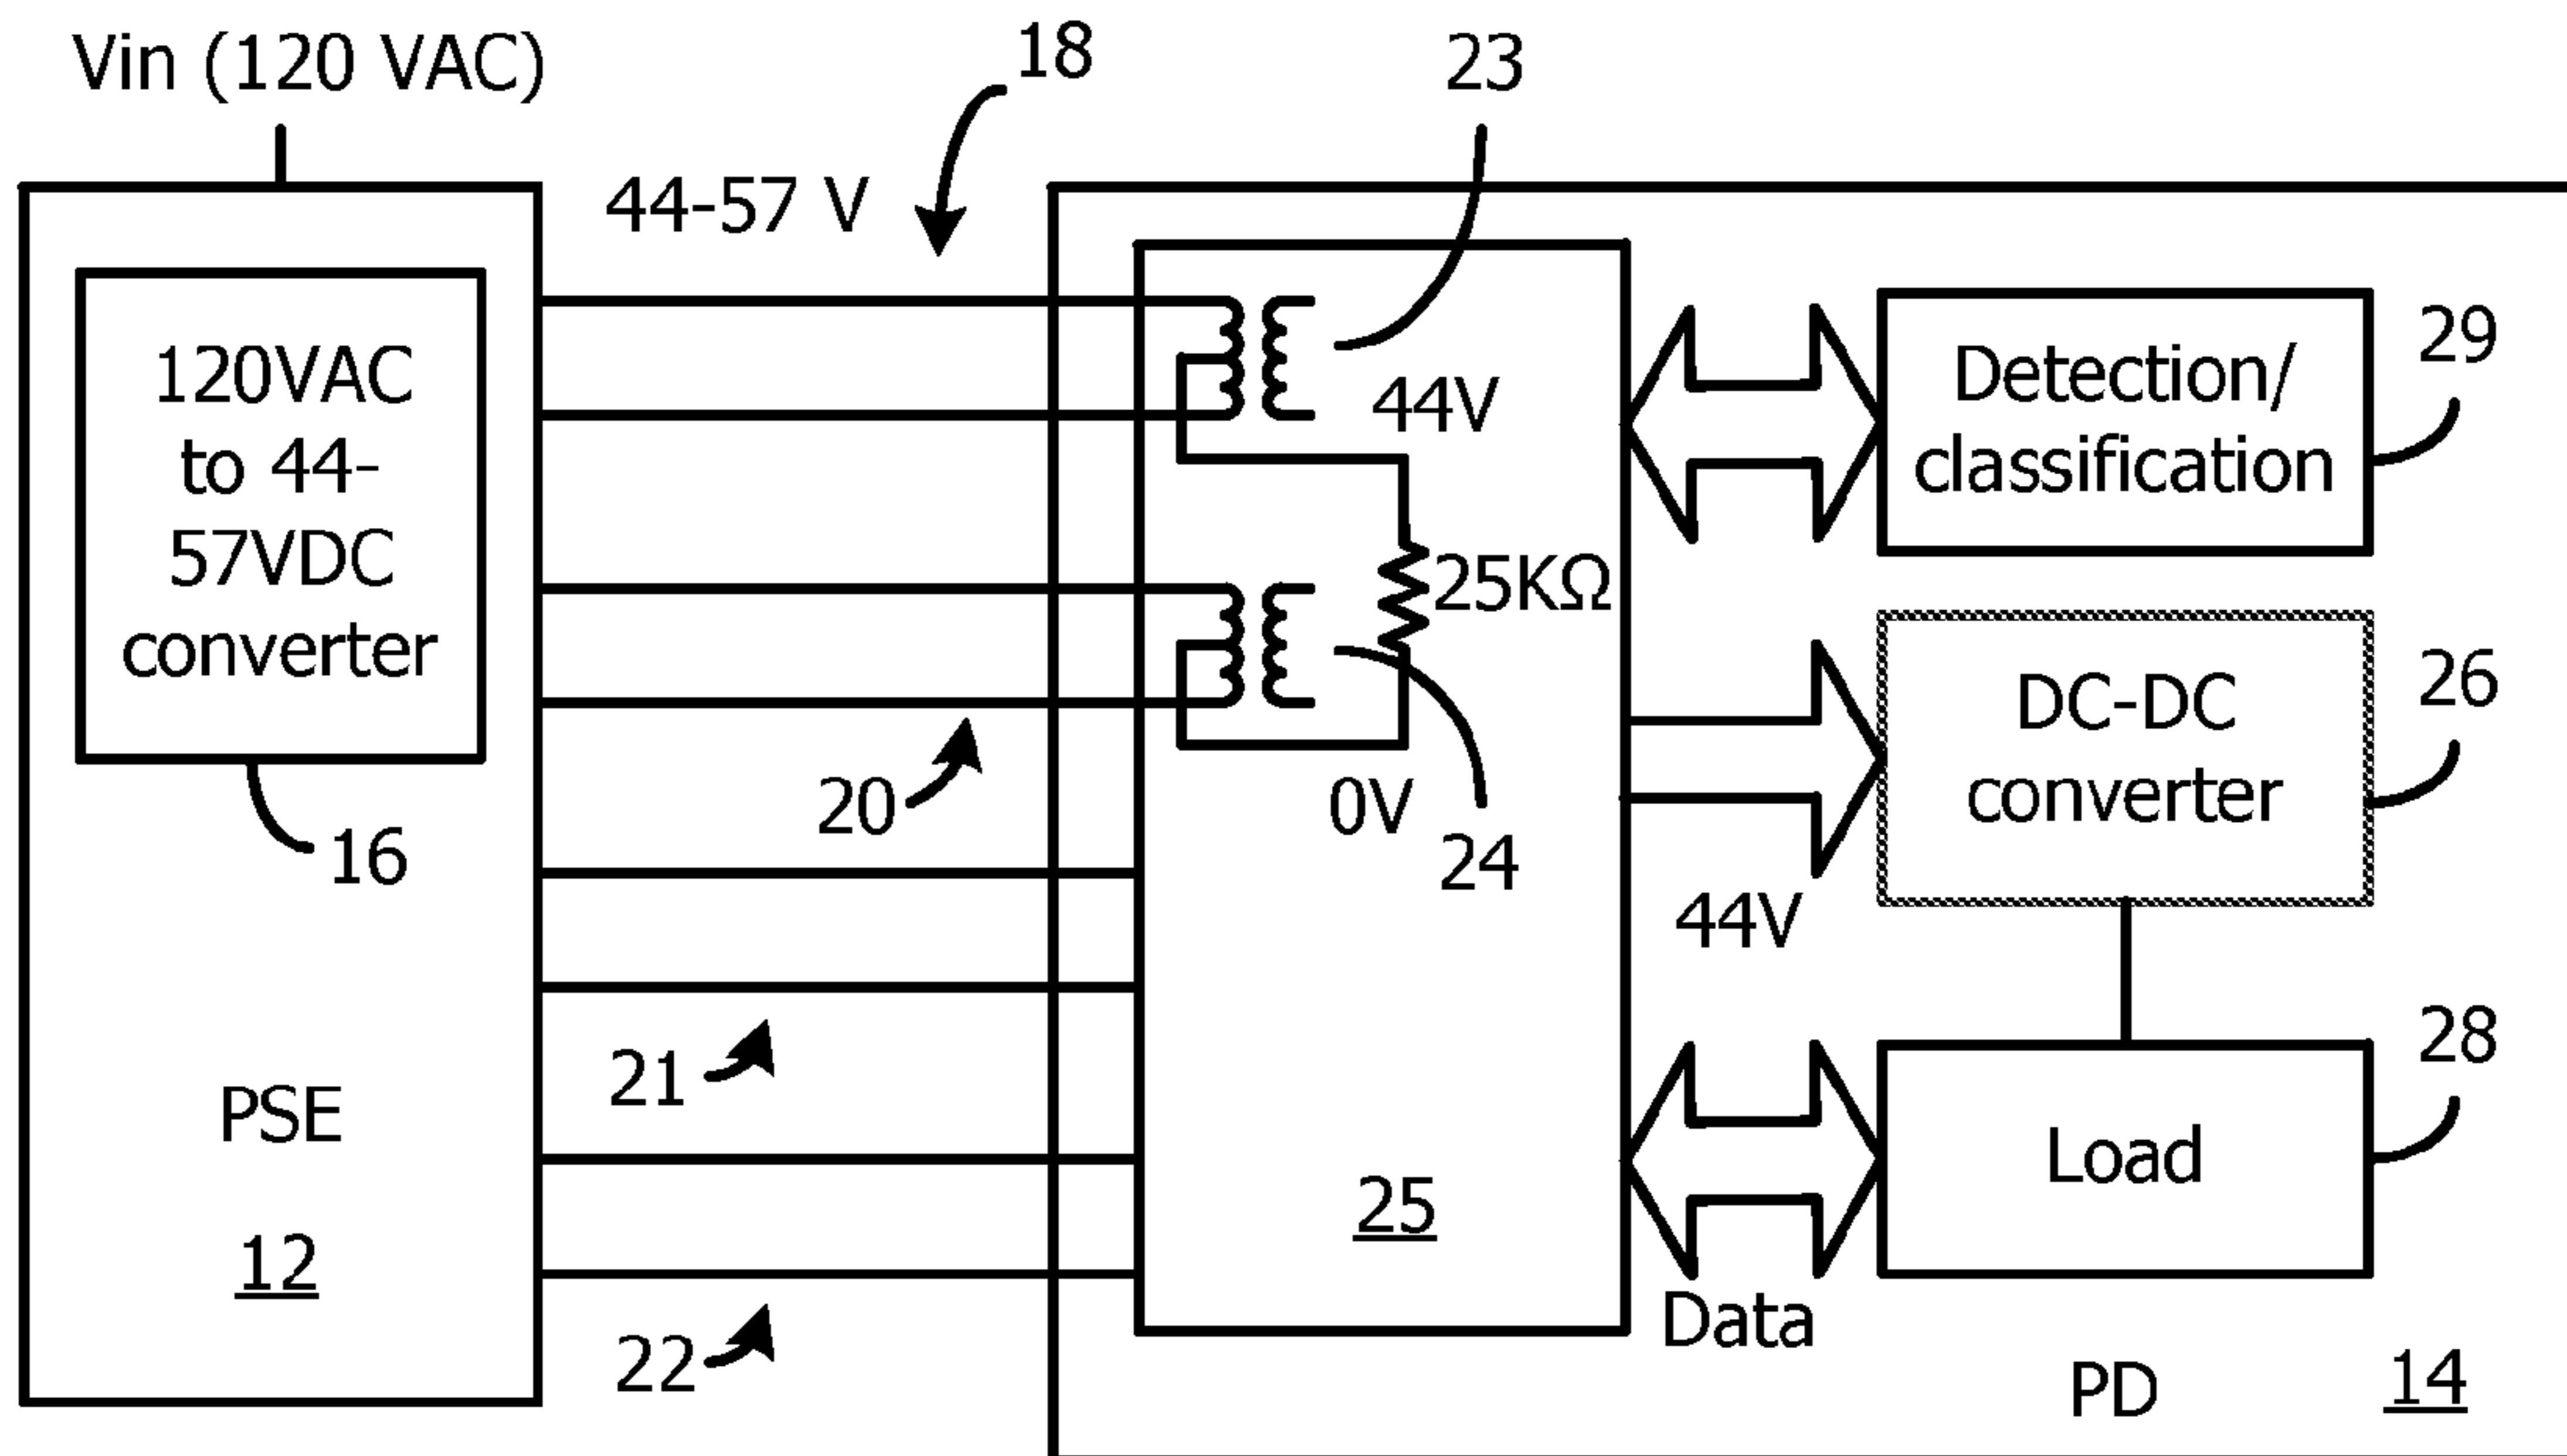 Vin (120 VAC)
18
23
44-57 V
120VAC
to 44-
57VDC
converter
16
PSE
12
20
21
22
44V
25KΩ
0V
24
25
Detection/
classification
29
DC-DC
converter
26
44V
Load
28
Data
PD
14